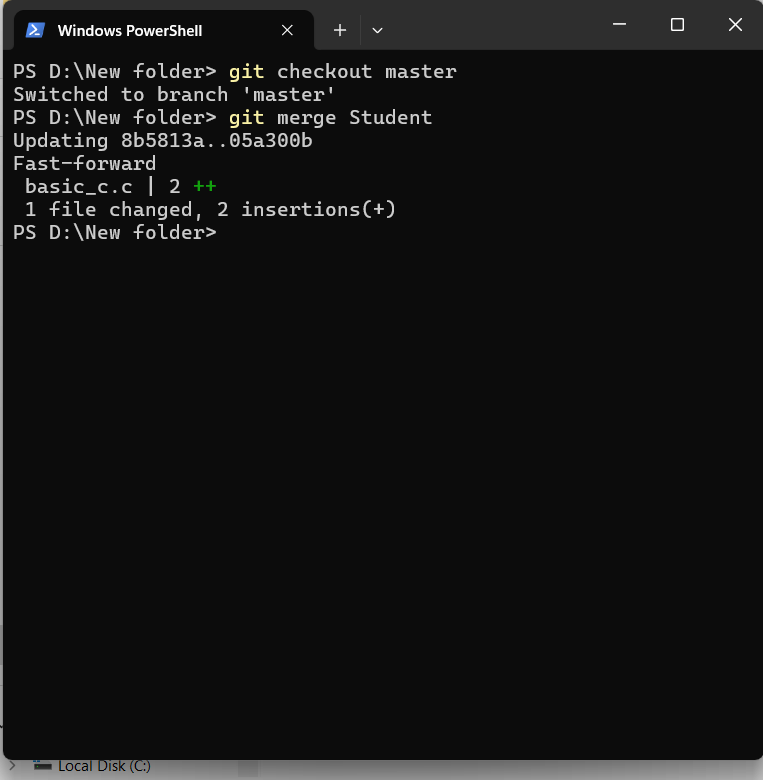 Windows PowerShell
PS D:\New folder> git checkout master
Switched to branch 'master'
PS D:\New folder> git merge Student
Updating 8b5813a..05a300b
Fast-forward
 basic_c.c | 2 ++
 1 file changed, 2 insertions(+)
PS D:\New folder>
Local Disk (C:)